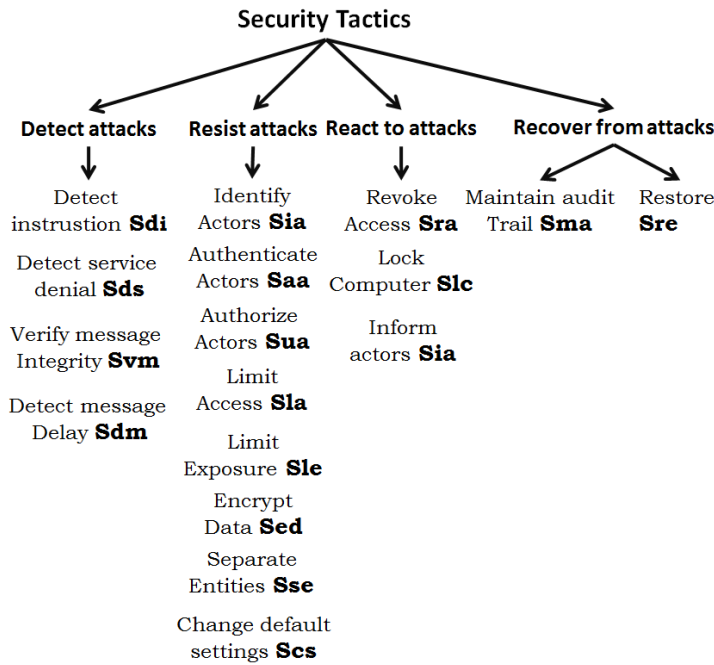 Security Tactics
Detect attacks
Detect
instrustion Sdi
Detect service
denial Sds
Verify message
Integrity Svm
Detect message
Delay Sdm
Resist attacks
Identify
Actors Sia
Authenticate
Actors Saa
Authorize
Actors Sua
Limit
Access Sla
Limit
Exposure Sle
Encrypt
Data Sed
Separate
Entities Sse
Change default
settings Scs
React to attacks
Revoke
Access Sra
Lock
Computer Slc
Inform
actors Sia
Recover from attacks
Maintain audit
Trail Sma
Restore
Sre